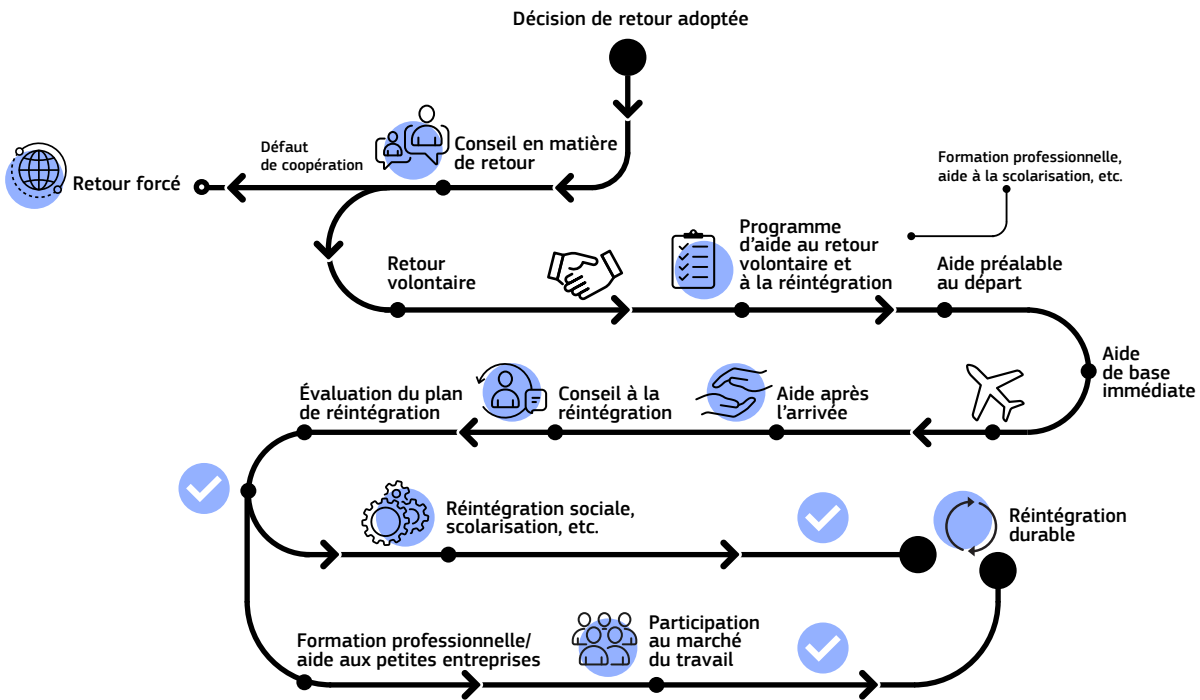 Décision de retour adoptée
Conseil en matière
de retour
Défaut
de coopération
Retour forcé
Retour
volontaire
Programme
d’aide au retour
volontaire et
à la réintégration
Formation professionnelle,
aide à la scolarisation, etc.
Aide préalable
au départ
Aide
de base
immédiate
Aide après
l’arrivée
Conseil à la
réintégration
Évaluation du plan
de réintégration
Réintégration sociale,
scolarisation, etc.
Réintégration
durable
Formation professionnelle/
aide aux petites entreprises
Participation
au marché
du travail